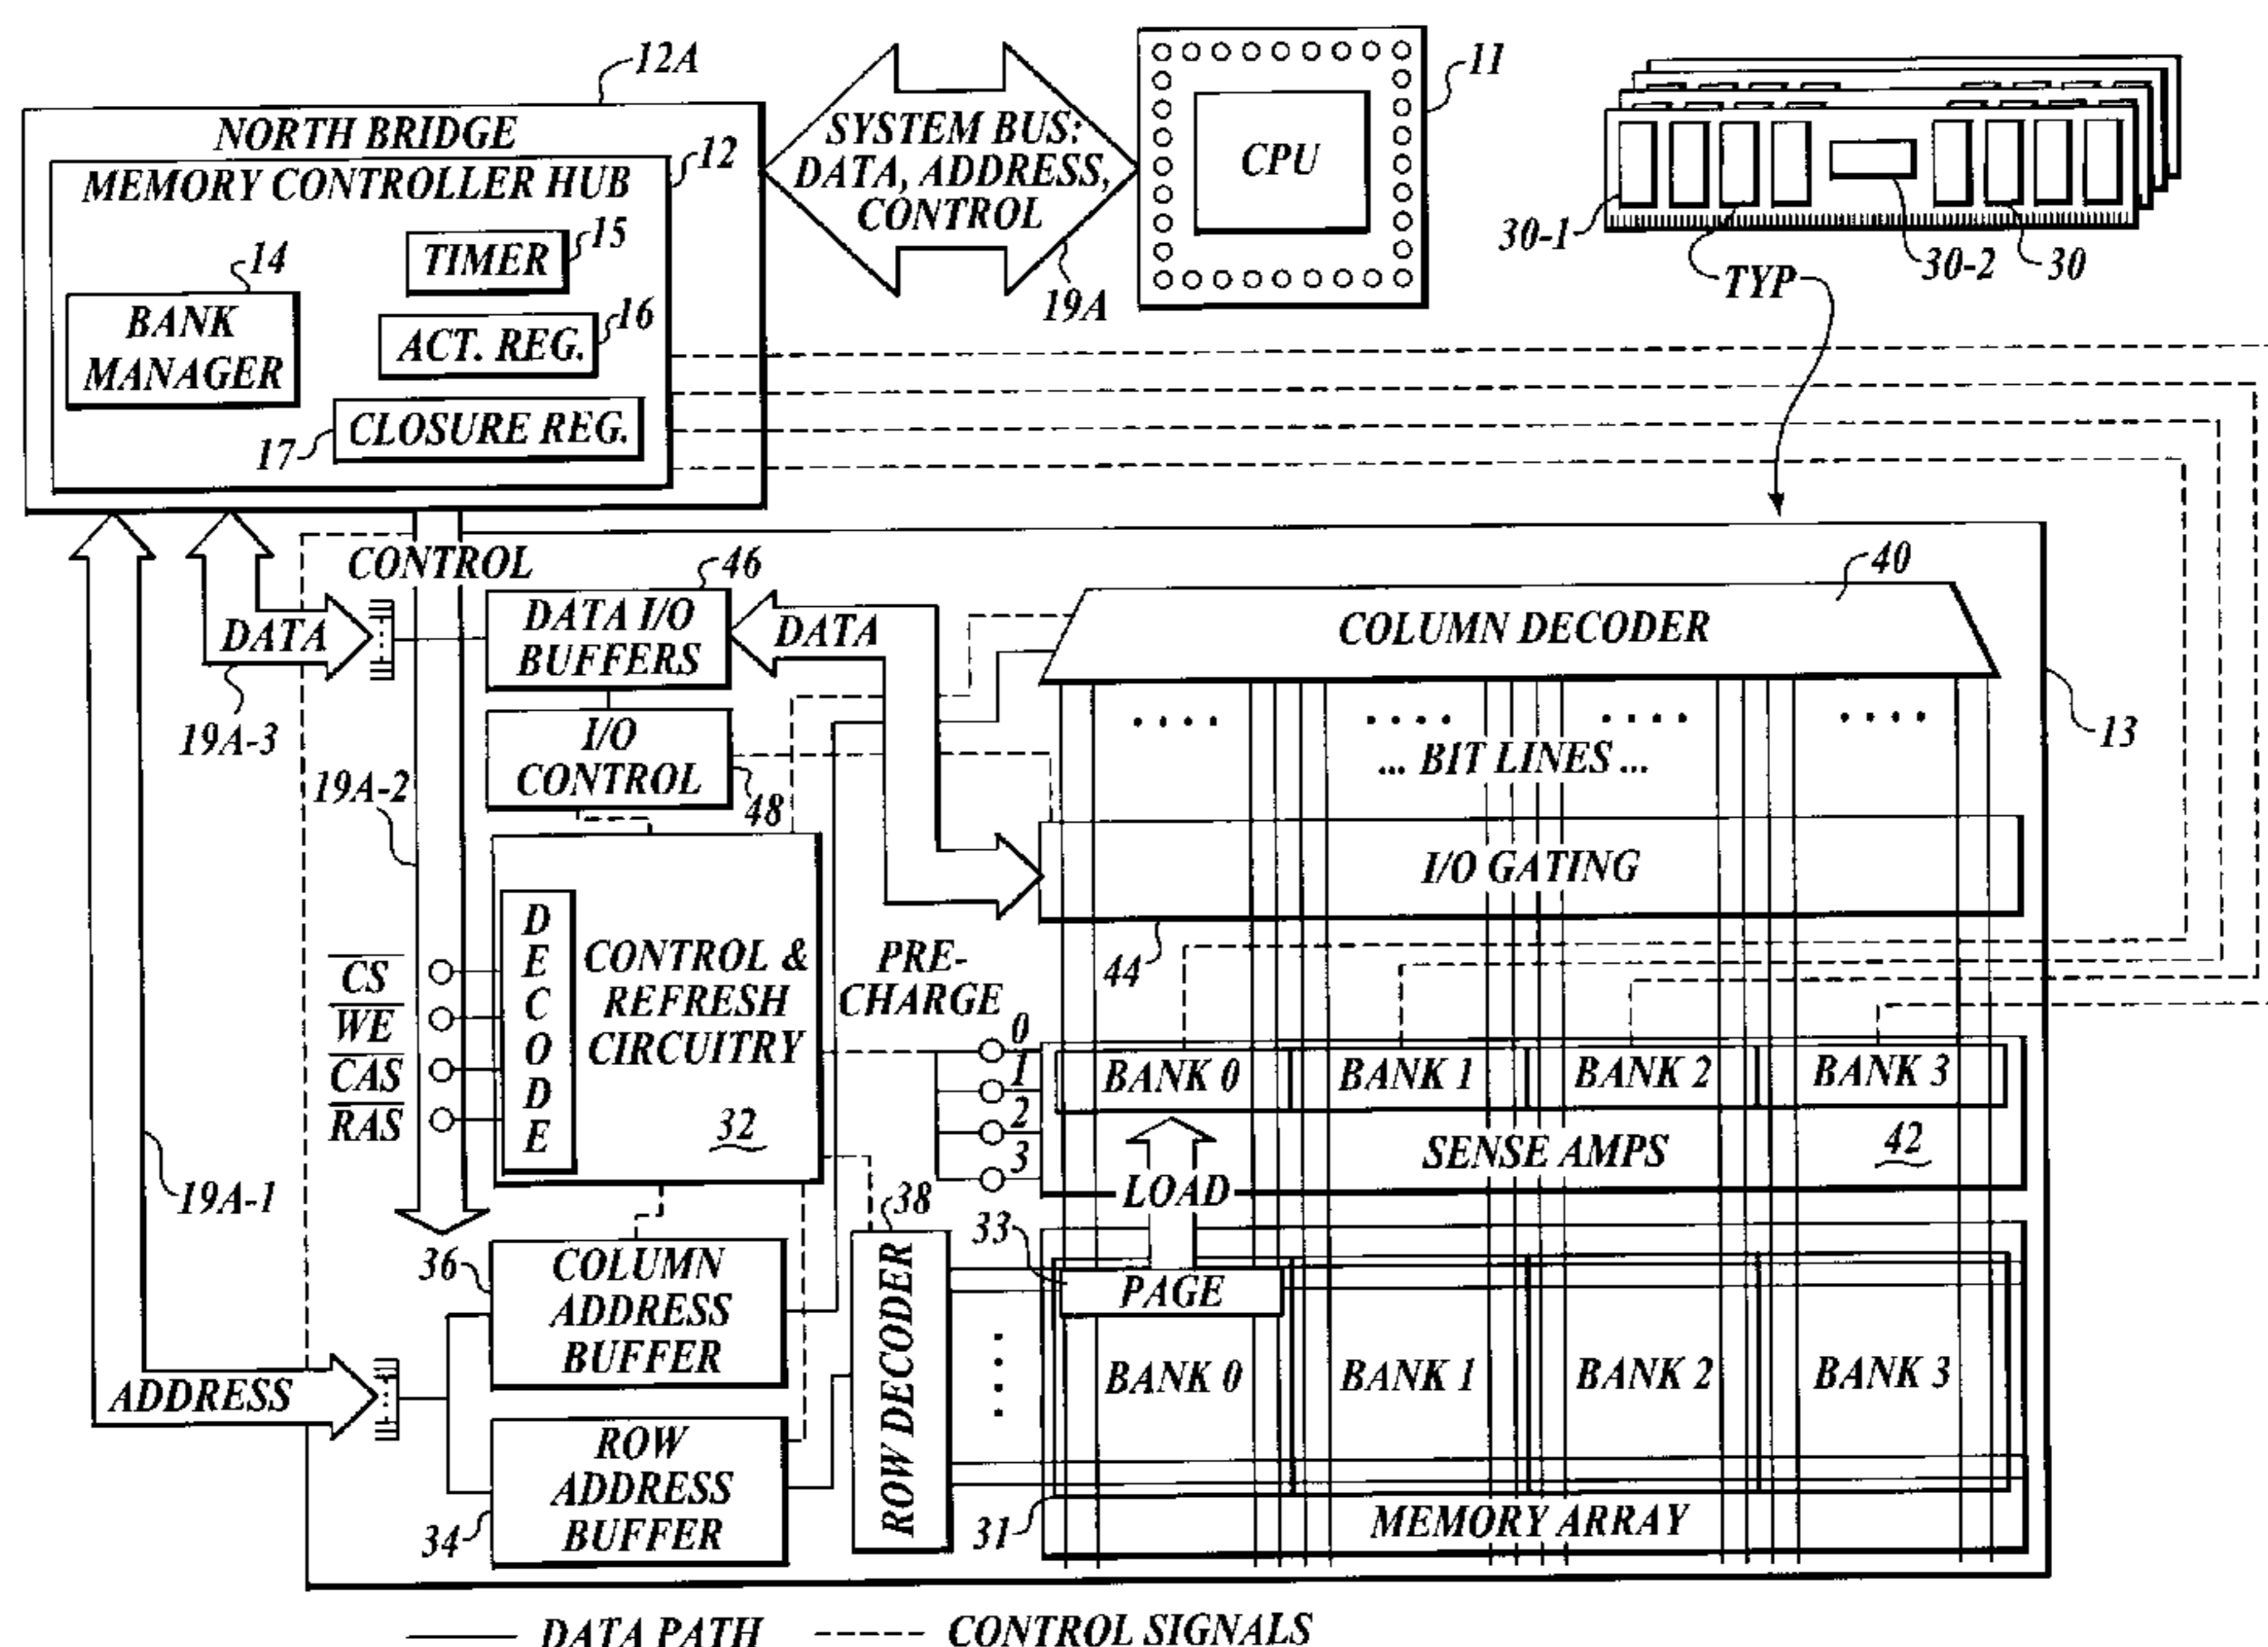 12A
11
NORTH BRIDGE
12
MEMORY CONTROLLER HUB
14
TIMER
15
BANK
MANAGER
ACT. REG.
16
17
CLOSURE REG.
SYSTEM BUS:
DATA, ADDRESS,
CONTROL
19A
CPU
30-1
TYP
30-2
30
CONTROL
46
40
DATA
DATA I/O
BUFFERS
DATA
COLUMN DECODER
13
19A-3
I/O
CONTROL
48
... BIT LINES ...
19A-2
I/O GATING
44
D
E
C
O
D
E
CONTROL &
REFRESH
CIRCUITRY
32
C̅S̅
W̅E̅
C̅A̅S̅
R̅A̅S̅
PRE-
CHARGE
0
1
2
3
BANK 0
BANK 1
BANK 2
BANK 3
SENSE AMPS
42
LOAD
19A-1
38
33
36
COLUMN
ADDRESS
BUFFER
ROW DECODER
PAGE
BANK 0
BANK 1
BANK 2
BANK 3
ADDRESS
34
ROW
ADDRESS
BUFFER
31
MEMORY ARRAY
DATA PATH
CONTROL SIGNALS